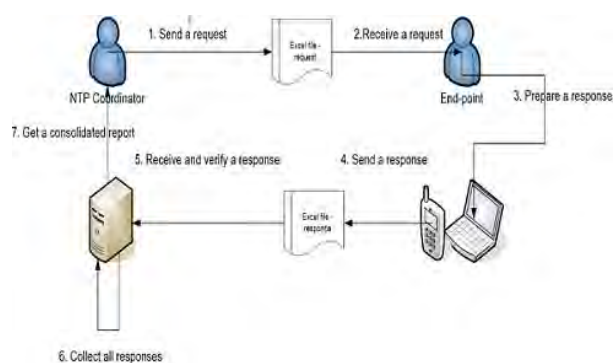 1. Send a request
2.Receive a request
Excel file -
request
NTP Coordinator
End-point
3. Prepare a response
7. Get a consolidated report
5. Receive and verify a response
4. Send a response
Excel file -
response
6. Collect all responses